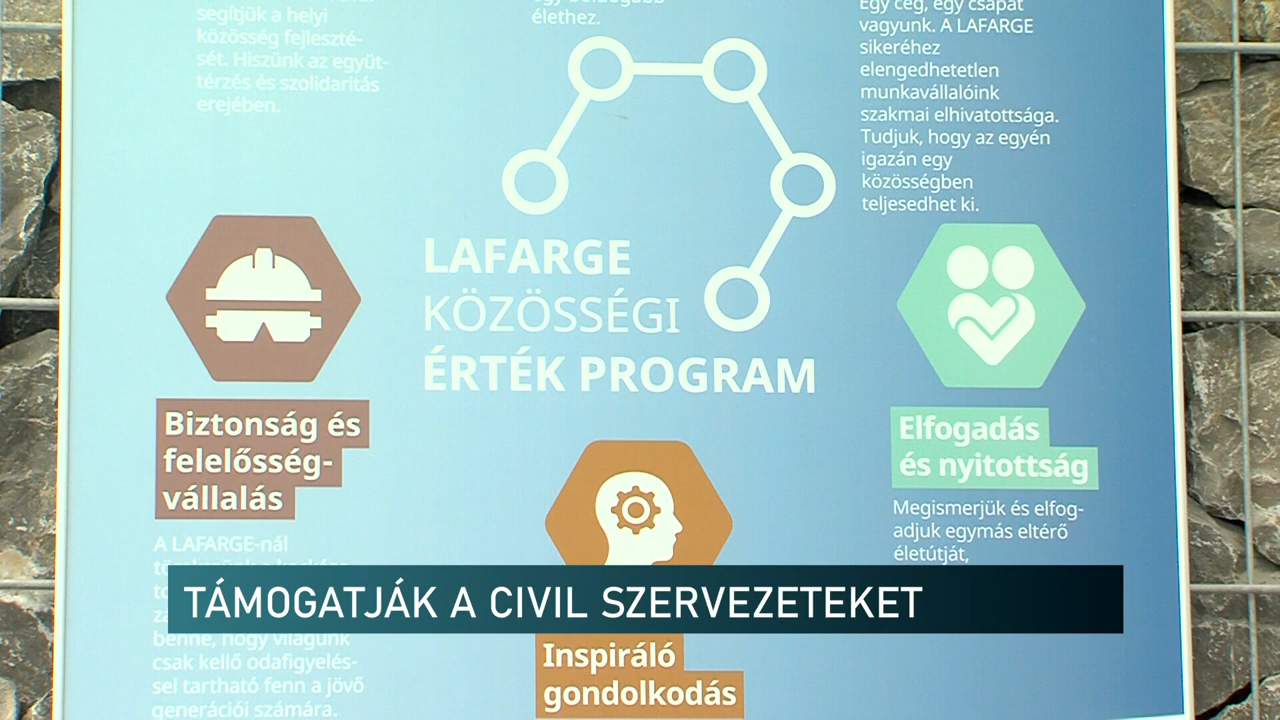 segítjük a helyi
közösség fejleszté-
sét. Hiszünk az együt-
térzés és szolidaritás
erejében.
egy boldogabb
élethez.
Egy cég, egy csapat
vagyunk. A LAFARGE
sikeréhez
elengedhetetlen
munkavállalóink
szakmai elhivatottsága.
Tudjuk, hogy az egyén
igazán egy
közösségben
teljesedhet ki.
LAFARGE
KÖZÖSSÉGI
ÉRTÉK PROGRAM
Biztonság és
felelősség-
vállalás
A LAFARGE-nál
benne, hogy világunk
csak kellő odafigyelés-
sel tartható fenn a jövő
generációi számára.
Inspiráló
gondolkodás
Elfogadás
és nyitottság
Megismerjük és elfog-
adjuk egymás eltérő
életútját,
TÁMOGATJÁK A CIVIL SZERVEZETEKET